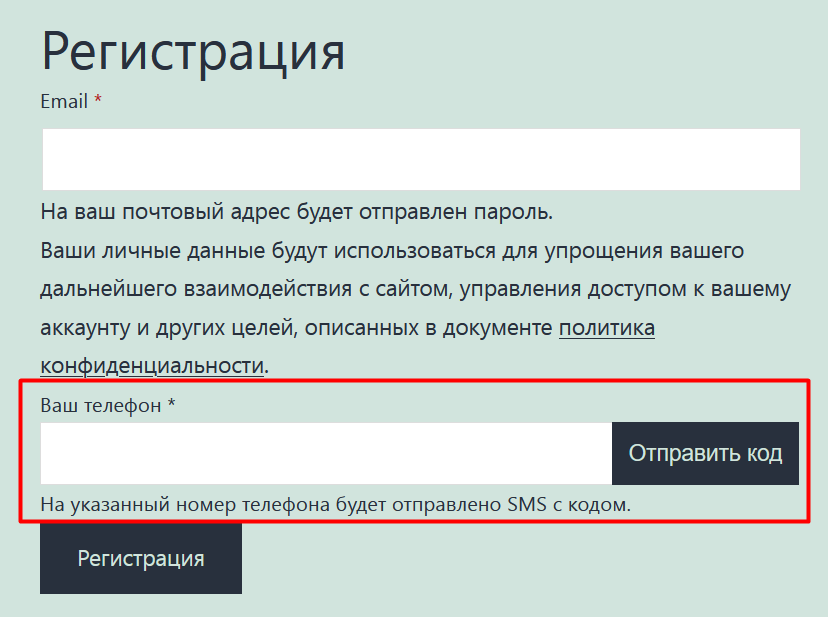 Регистрация
Email *
На ваш почтовый адрес будет отправлен пароль.
Ваши личные данные будут использоваться для упрощения вашего
дальнейшего взаимодействия с сайтом, управления доступом к вашему
аккаунту и других целей, описанных в документе политика
конфиденциальности.
Ваш телефон *
Отправить код
На указанный номер телефона будет отправлено SMS с кодом.
Регистрация